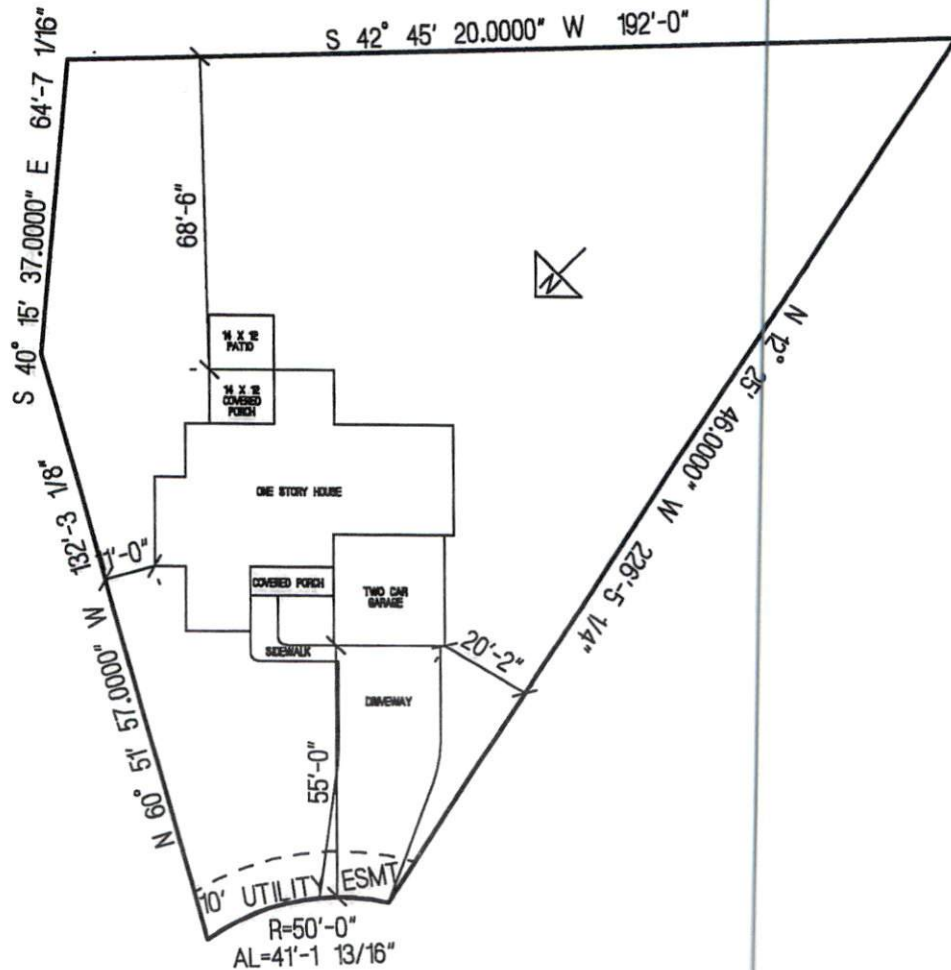 S 42° 45' 20.0000" W 192'-0"
S 40° 15' 37.0000" E 64'-7 1/16"
68'-6"
N
14 X 12
PATIO
14 X 12
COVERED
PORCH
N 12° 25' 46.0000" W 226'-5 1/4"
ONE STORY HOUSE
1'-0"
N 60° 51' 57.0000" W 132'-3 1/8"
COVERED PORCH
TWO CAR
GARAGE
SIDEWALK
20'-2"
DRIVEWAY
55'-0"
10' UTILITY ESMT
R=50'-0"
AL=41'-1 13/16"